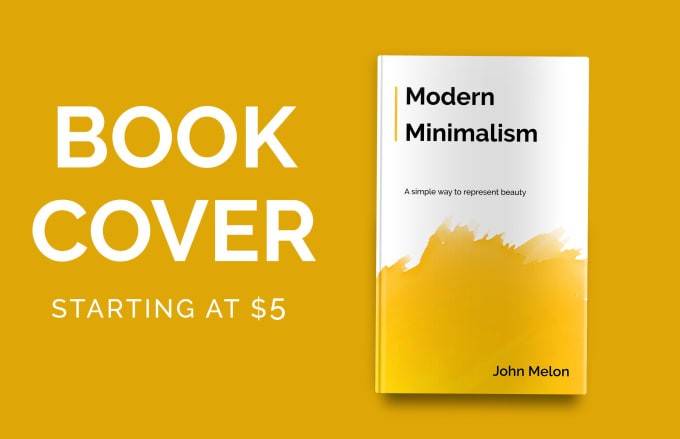 BOOK
COVER
STARTING AT $5
Modern
Minimalism
A simple way to represent beauty
John Melon